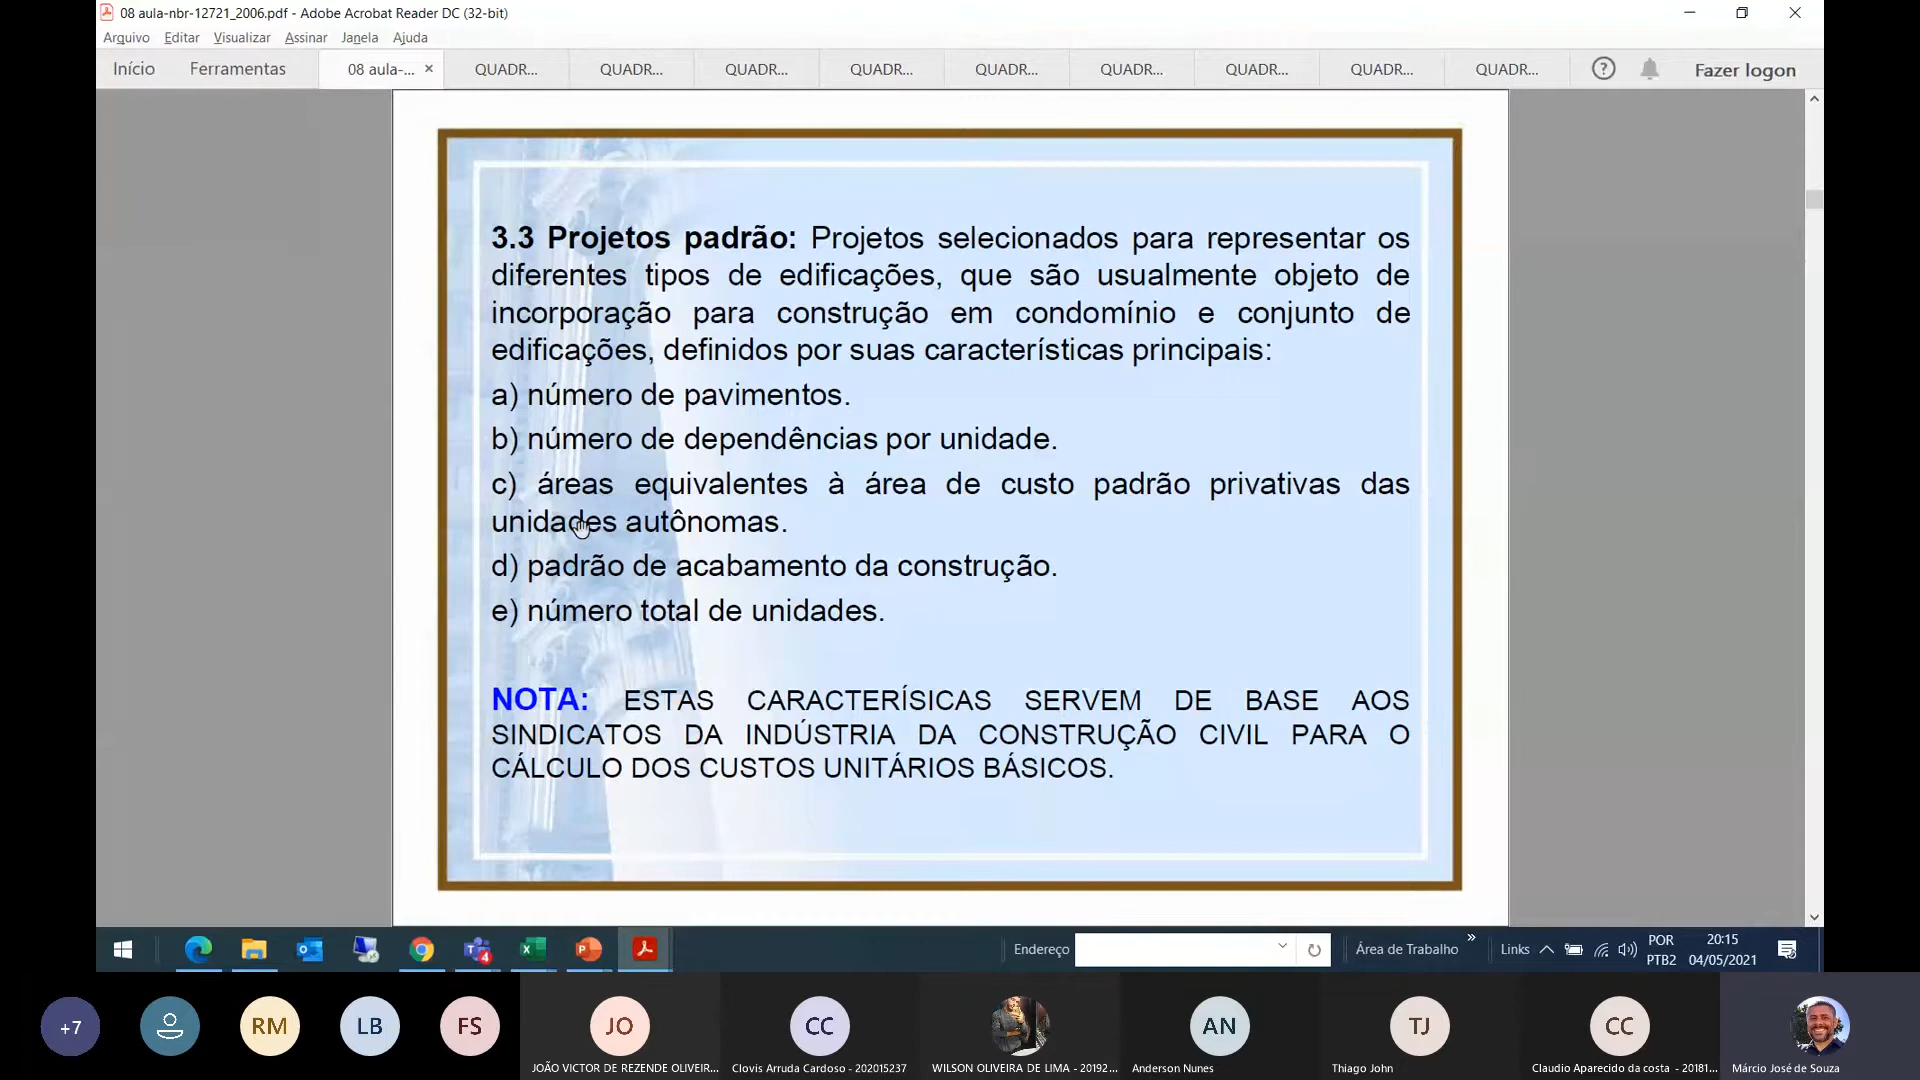 08 aula-nbr-12721_2006.pdf - Adobe Acrobat Reader DC (32-bit)
Arquivo Editar Visualizar Assinar Janela Ajuda
Início Ferramentas 08 aula-... × QUADR... QUADR... QUADR... QUADR... QUADR... QUADR... QUADR... QUADR... QUADR... Fazer logon
3.3 Projetos padrão: Projetos selecionados para representar os
diferentes tipos de edificações, que são usualmente objeto de
incorporação para construção em condomínio e conjunto de
edificações, definidos por suas características principais:
a) número de pavimentos.
b) número de dependências por unidade.
c) áreas equivalentes à área de custo padrão privativas das
unidades autônomas.
d) padrão de acabamento da construção.
e) número total de unidades.
NOTA: ESTAS CARACTERÍSICAS SERVEM DE BASE AOS
SINDICATOS DA INDÚSTRIA DA CONSTRUÇÃO CIVIL PARA O
CÁLCULO DOS CUSTOS UNITÁRIOS BÁSICOS.
Endereço Área de Trabalho » Links POR 20:15
PTB2 04/05/2021
+7 RM LB FS JO CC AN TJ CC
JOÃO VICTOR DE REZENDE OLIVEIR... Clovis Arruda Cardoso - 202015237 WILSON OLIVEIRA DE LIMA - 20192... Anderson Nunes Thiago John Claudio Aparecido da costa - 20181... Márcio José de Souza